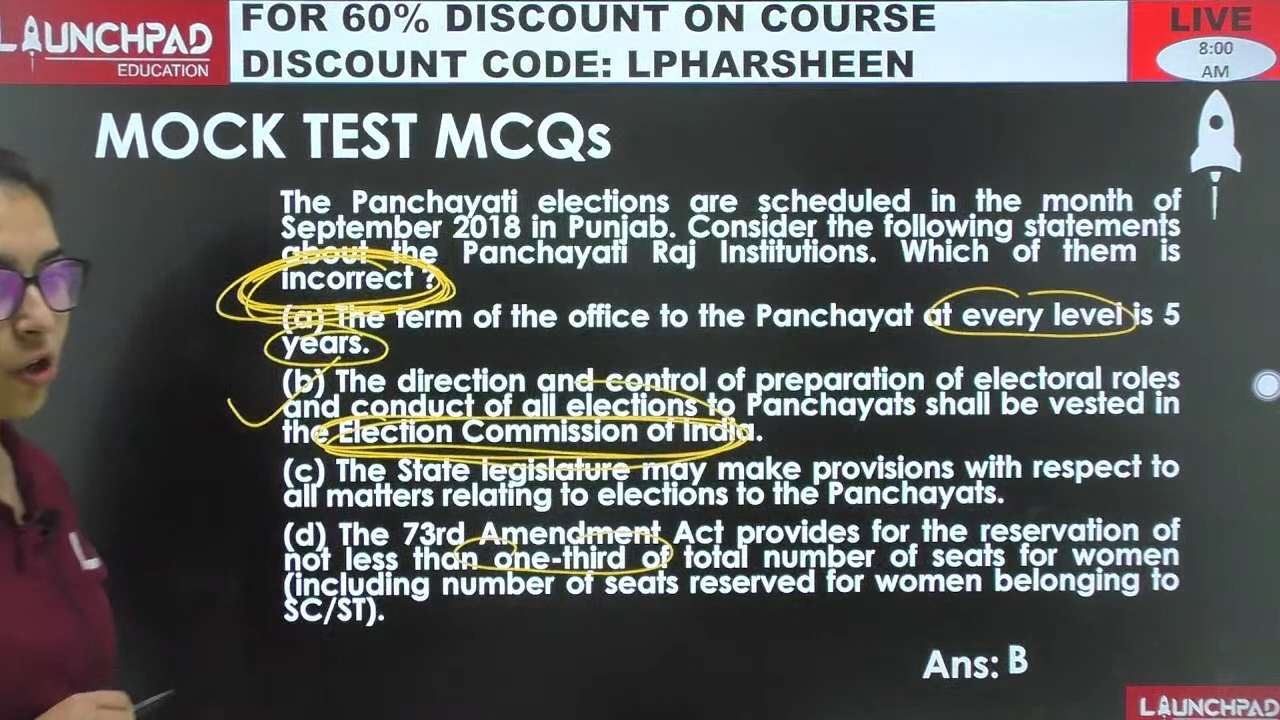 LAUNCHPAD
EDUCATION
FOR 60% DISCOUNT ON COURSE
DISCOUNT CODE: LPHARSHEEN
LIVE
8:00
AM
MOCK TEST MCQs
The Panchayati elections are scheduled in the month of
September 2018 in Punjab. Consider the following statements
about the Panchayati Raj Institutions. Which of them is
incorrect ?
(a) The term of the office to the Panchayat at every level is 5
years.
(b) The direction and control of preparation of electoral roles
and conduct of all elections to Panchayats shall be vested in
the Election Commission of India.
(c) The State legislature may make provisions with respect to
all matters relating to elections to the Panchayats.
(d) The 73rd Amendment Act provides for the reservation of
not less than one-third of total number of seats for women
(including number of seats reserved for women belonging to
SC/ST).
Ans: B
LAUNCHPAD